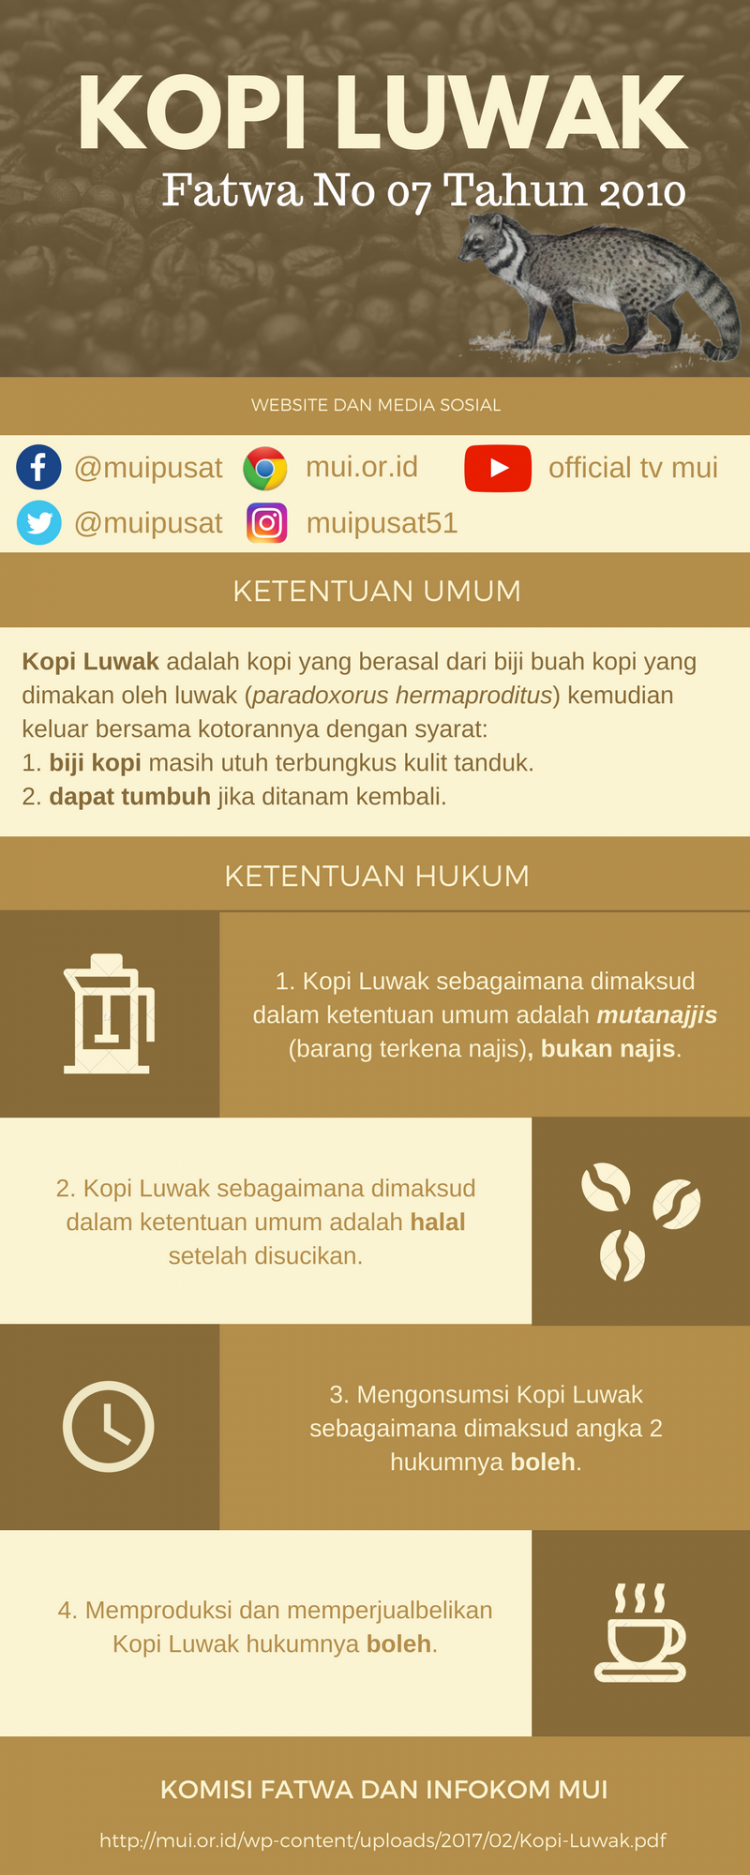 KOPI LUWAK
Fatwa No 07 Tahun 2010
WEBSITE DAN MEDIA SOSIAL
@muipusat mui.or.id official tv mui
@muipusat muipusat51
KETENTUAN UMUM
Kopi Luwak adalah kopi yang berasal dari biji buah kopi yang
dimakan oleh luwak (paradoxorus hermaproditus) kemudian
keluar bersama kotorannya dengan syarat:
1. biji kopi masih utuh terbungkus kulit tanduk.
2. dapat tumbuh jika ditanam kembali.
KETENTUAN HUKUM
1. Kopi Luwak sebagaimana dimaksud
dalam ketentuan umum adalah mutanajjis
(barang terkena najis), bukan najis.
2. Kopi Luwak sebagaimana dimaksud
dalam ketentuan umum adalah halal
setelah disucikan.
3. Mengonsumsi Kopi Luwak
sebagaimana dimaksud angka 2
hukumnya boleh.
4. Memproduksi dan memperjualbelikan
Kopi Luwak hukumnya boleh.
KOMISI FATWA DAN INFOKOM MUI
http://mui.or.id/wp-content/uploads/2017/02/Kopi-Luwak.pdf